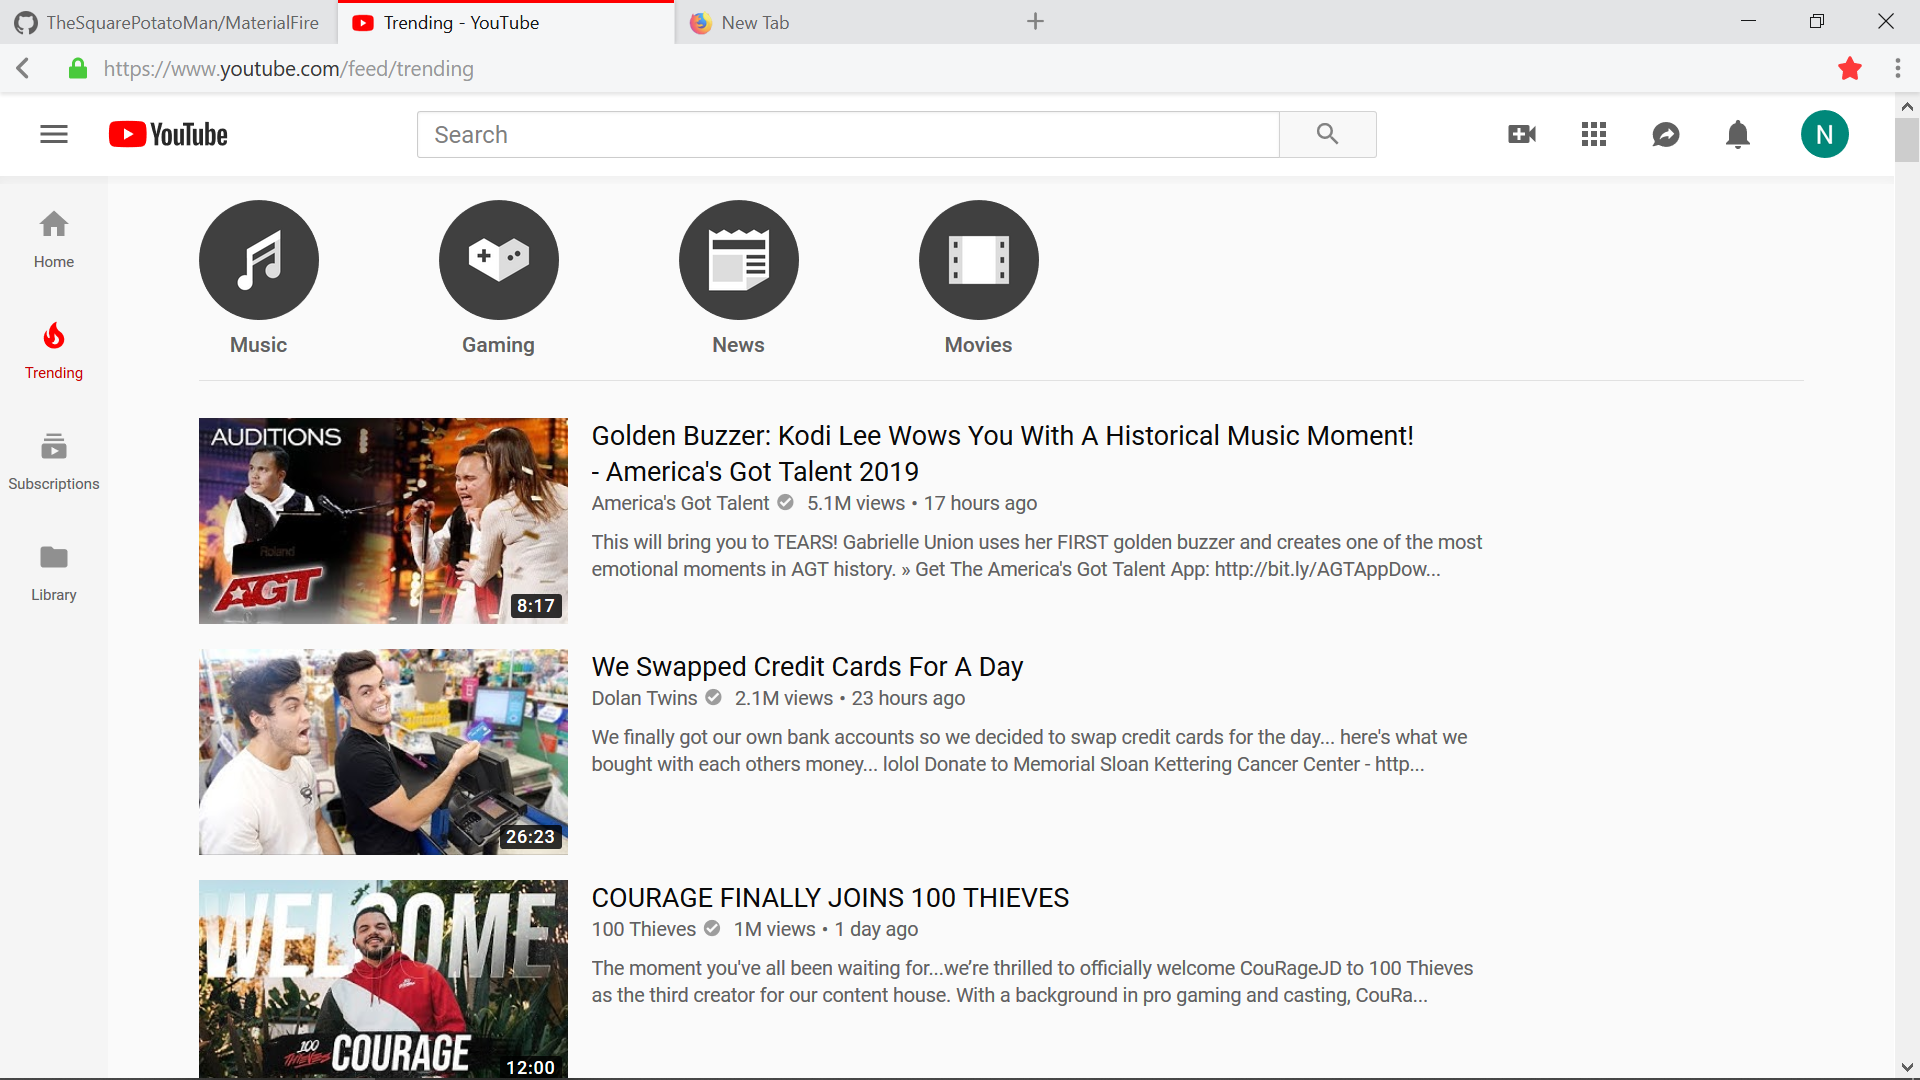 TheSquarePotatoMan/MaterialFire
Trending - YouTube
New Tab
https://www.youtube.com/feed/trending
YouTube
Search
N
Home
Trending
Subscriptions
Library
Music
Gaming
News
Movies
AUDITIONS
Roland
AGT
8:17
Golden Buzzer: Kodi Lee Wows You With A Historical Music Moment!
- America's Got Talent 2019
America's Got Talent 5.1M views • 17 hours ago
This will bring you to TEARS! Gabrielle Union uses her FIRST golden buzzer and creates one of the most
emotional moments in AGT history. » Get The America's Got Talent App: http://bit.ly/AGTAppDow...
26:23
We Swapped Credit Cards For A Day
Dolan Twins 2.1M views • 23 hours ago
We finally got our own bank accounts so we decided to swap credit cards for the day... here's what we
bought with each others money... lolol Donate to Memorial Sloan Kettering Cancer Center - http...
WELCOME
100
THIEVES
COURAGE
12:00
COURAGE FINALLY JOINS 100 THIEVES
100 Thieves 1M views • 1 day ago
The moment you've all been waiting for...we’re thrilled to officially welcome CouRageJD to 100 Thieves
as the third creator for our content house. With a background in pro gaming and casting, CouRa...